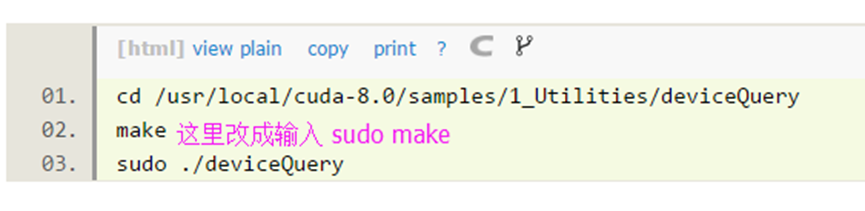 [html] view plain copy print ?
01. cd /usr/local/cuda-8.0/samples/1_Utilities/deviceQuery
02. make 这里改成输入 sudo make
03. sudo ./deviceQuery